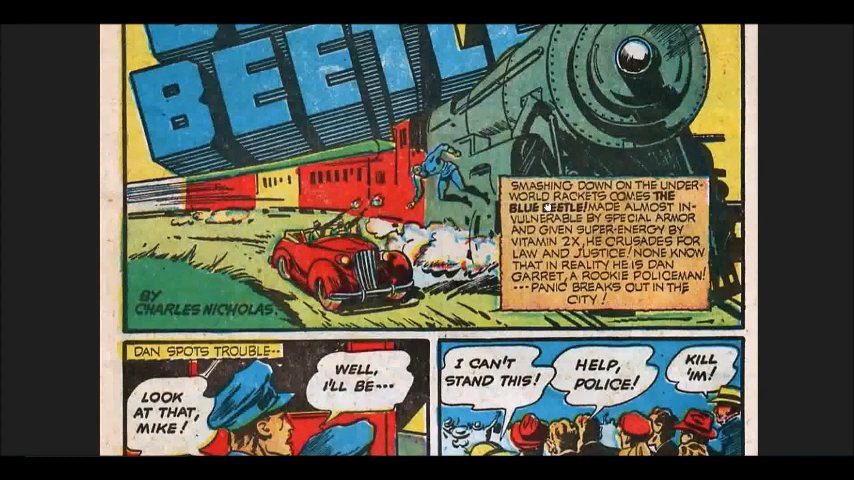 BEETLE
SMASHING DOWN ON THE UNDER-
WORLD RACKETS COMES THE
BLUE BEETLE! MADE ALMOST IN-
VULNERABLE BY SPECIAL ARMOR
AND GIVEN SUPER-ENERGY BY
VITAMIN 2X, HE CRUSADES FOR
LAW AND JUSTICE! NONE KNOW
THAT IN REALITY HE IS DAN
GARRET, A ROOKIE POLICEMAN!
---PANIC BREAKS OUT IN THE
CITY!
BY
CHARLES NICHOLAS.
DAN SPOTS TROUBLE--
LOOK
AT THAT,
MIKE!
WELL,
I'LL BE---
I CAN'T
STAND THIS!
HELP,
POLICE!
KILL
'IM!